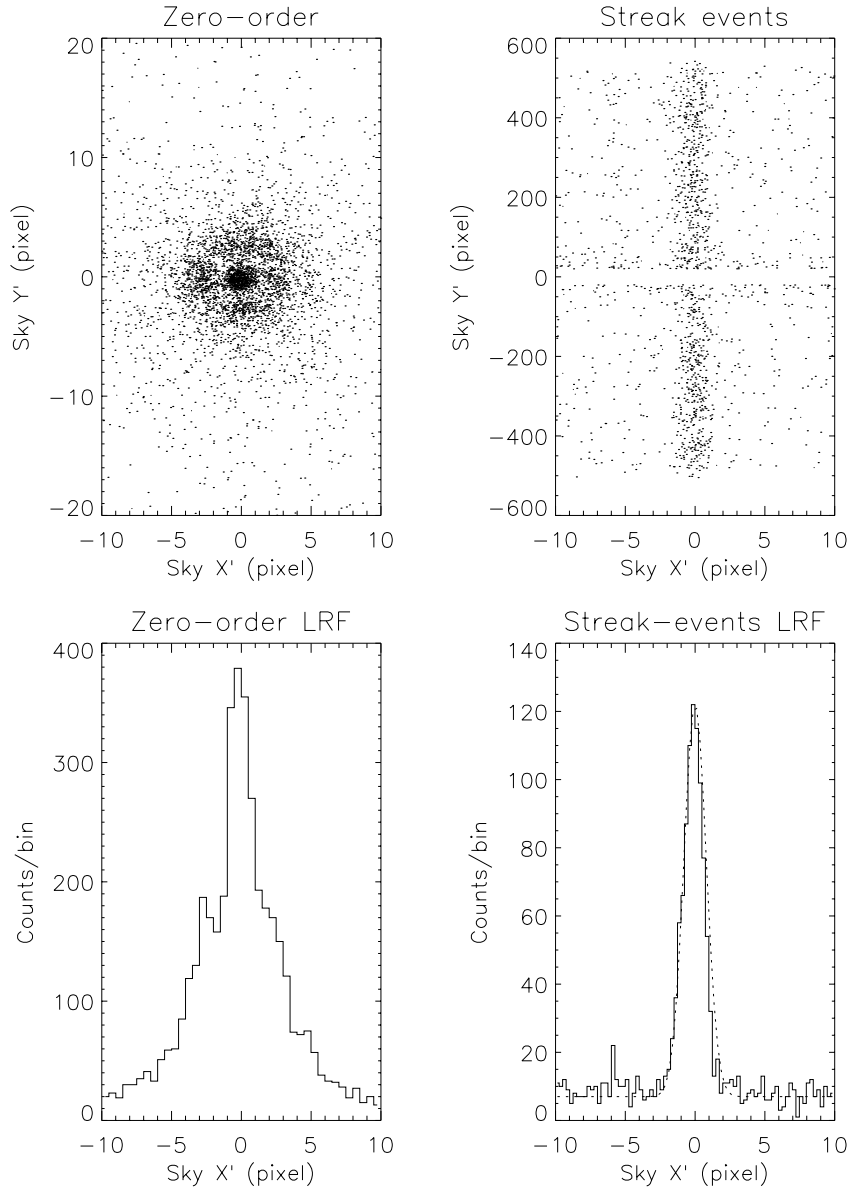 Zero-order
Sky Y' (pixel)
20
10
0
-10
-20
-10 -5 0 5 10
Sky X' (pixel)
Streak events
Sky Y' (pixel)
600
400
200
0
-200
-400
-600
-10 -5 0 5 10
Sky X' (pixel)
Zero-order LRF
Counts/bin
400
300
200
100
0
-10 -5 0 5 10
Sky X' (pixel)
Streak-events LRF
Counts/bin
140
120
100
80
60
40
20
0
-10 -5 0 5 10
Sky X' (pixel)